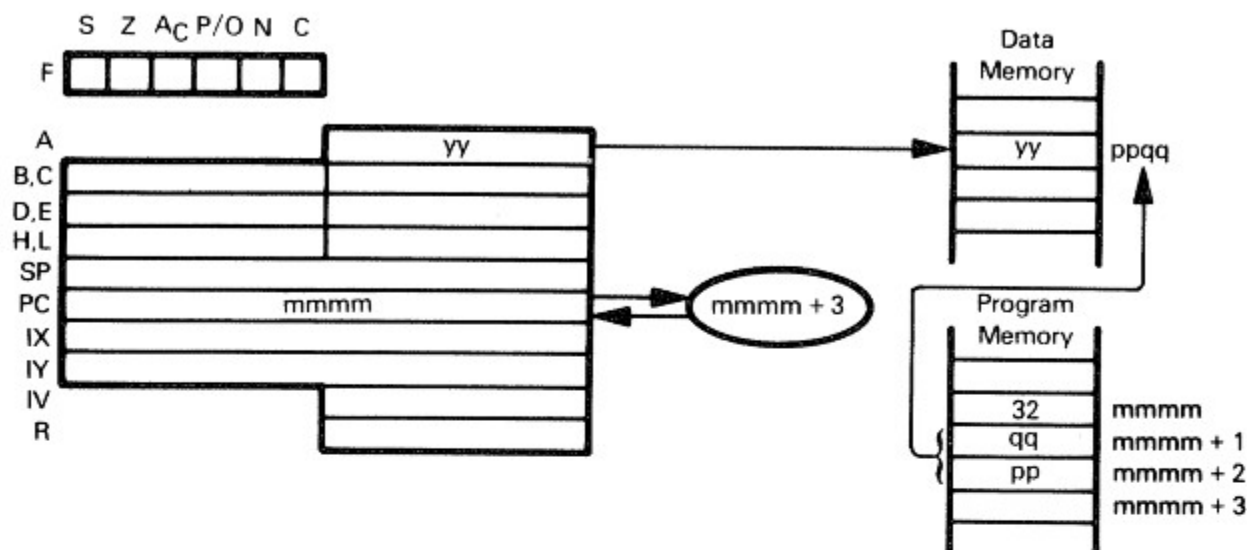 S Z AC P/O N C
F
Data
Memory
A
yy
yy
ppqq
B,C
D,E
H,L
SP
PC
mmmm
mmmm + 3
IX
IY
IV
R
Program
Memory
32
mmmm
qq
mmmm + 1
pp
mmmm + 2
mmmm + 3